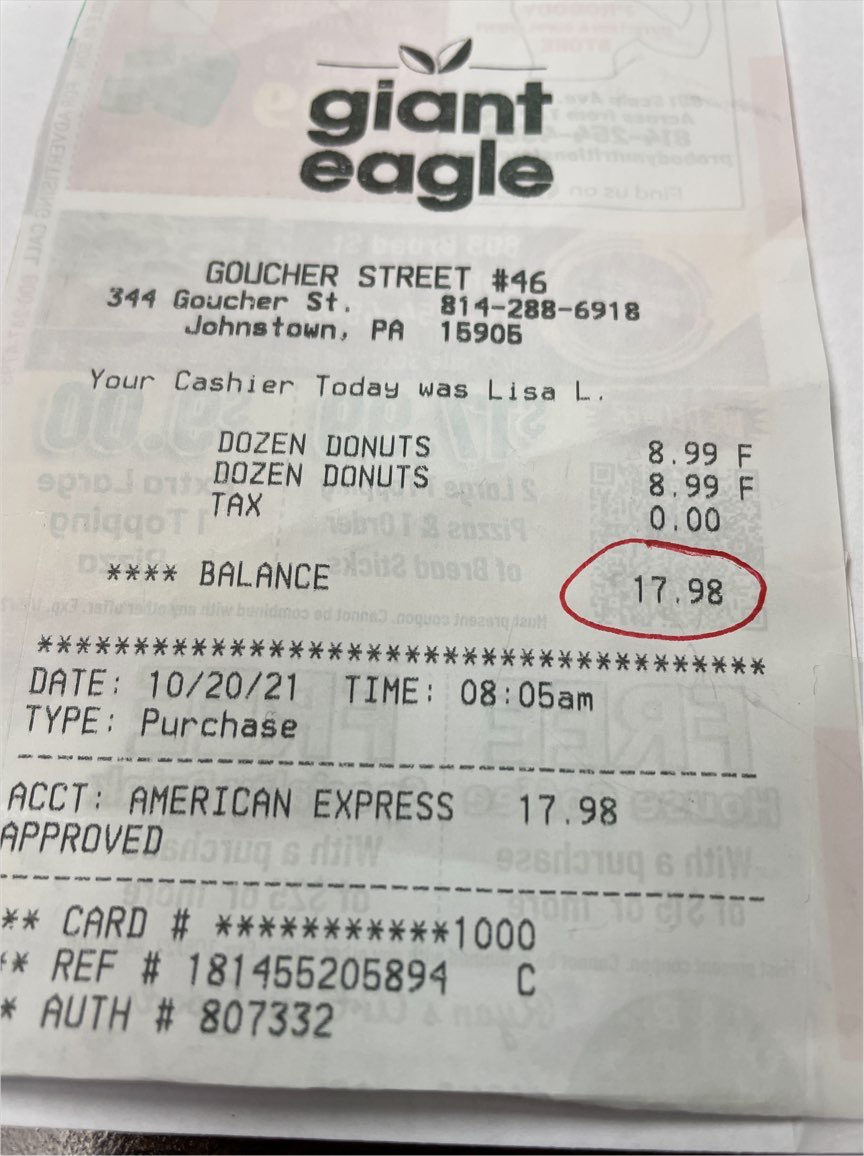 giant
eagle
GOUCHER STREET #46
344 Goucher St. 814-288-6918
Johnstown, PA 15905
Your Cashier Today was Lisa L.
DOZEN DONUTS 8.99 F
DOZEN DONUTS 8.99 F
TAX 0.00
**** BALANCE 17.98
***************************************
DATE: 10/20/21 TIME: 08:05am
TYPE: Purchase
ACCT: AMERICAN EXPRESS 17.98
APPROVED
** CARD # ***********1000
** REF # 181455205894 C
* AUTH # 807332